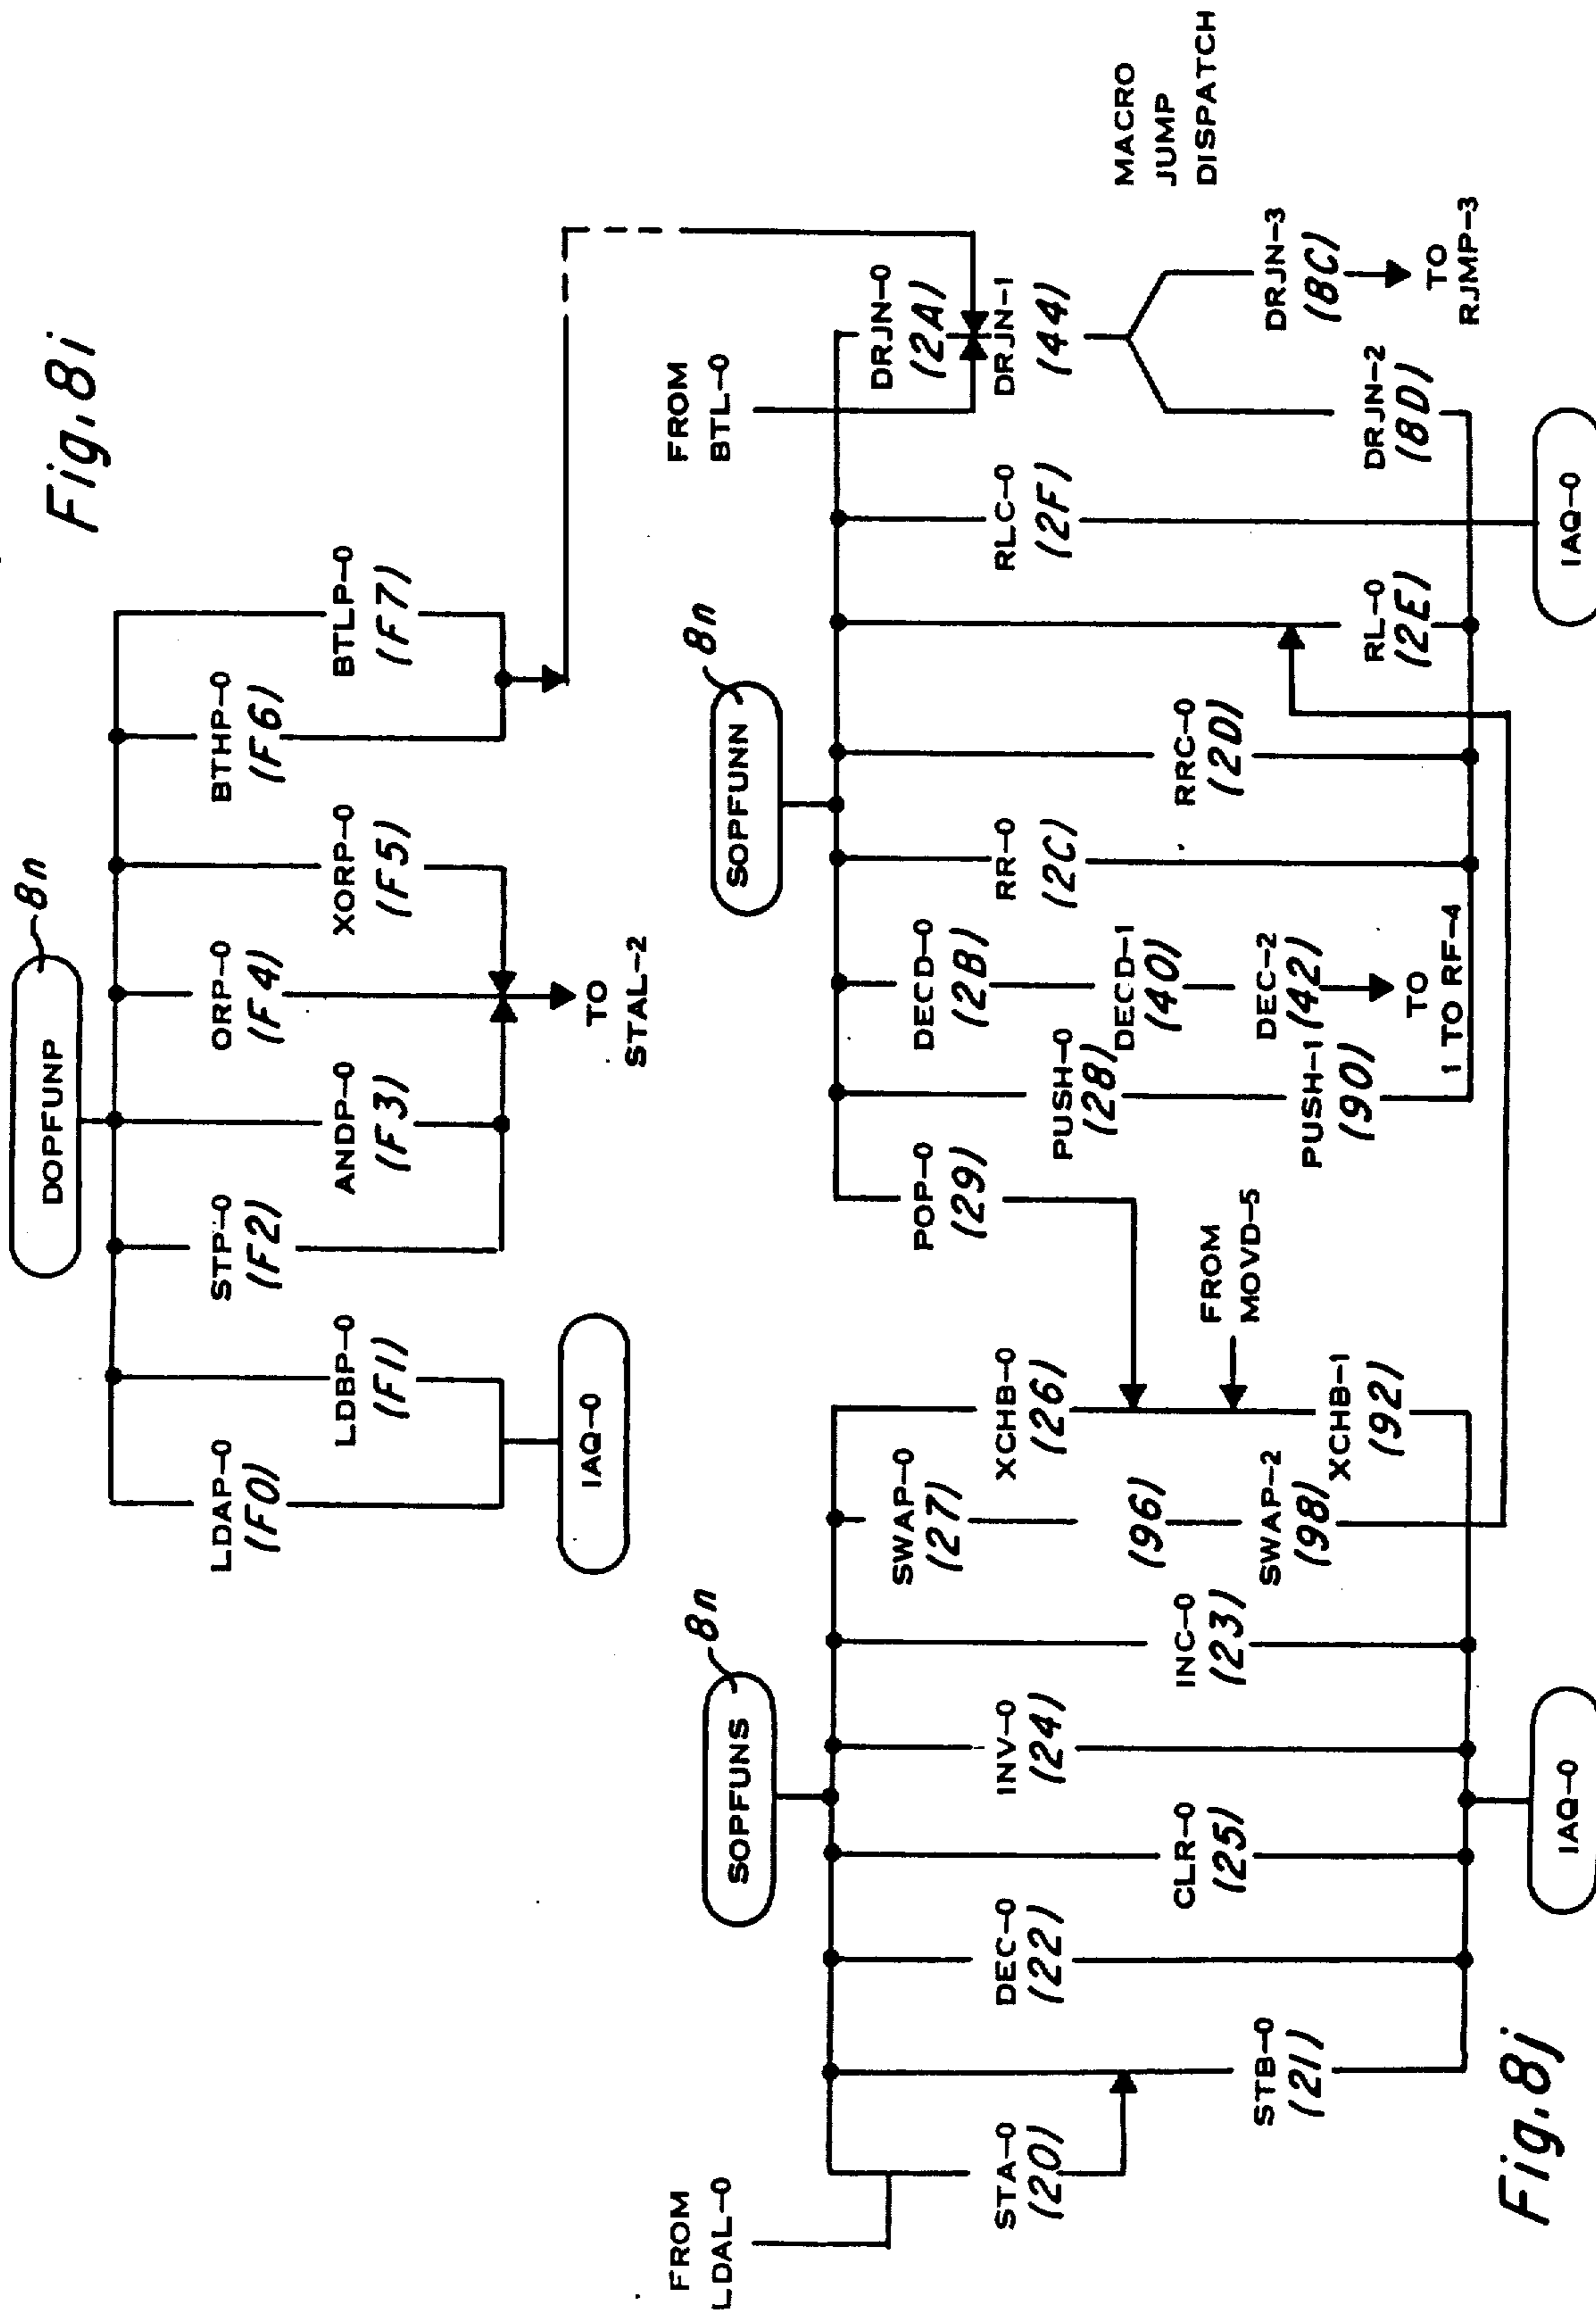 Fig. 8i
DOPFUNP
8n
LDAP-0
(F0)
LDBP-0
(F1)
STP-0
(F2)
ANDP-0
(F3)
ORP-0
(F4)
XORP-0
(F5)
BTHP-0
(F6)
BTLP-0
(F7)
IAQ-0
TO
STAL-2
Fig. 8j
FROM
LDAL-0
SOPFUNS
8n
STA-0
(20)
STB-0
(21)
DEC-0
(22)
CLR-0
(25)
INV-0
(24)
INC-0
(23)
SWAP-0
(27)
(96)
SWAP-2
(98)
XCHB-0
(26)
XCHB-1
(92)
FROM
MOVD-5
IAQ-0
SOPFUNN
8n
POP-0
(29)
PUSH-0
(28)
PUSH-1
(90)
DECD-0
(2B)
DECD-1
(40)
DEC-2
(42)
TO
1 TO RF-4
RR-0
(2C)
RRC-0
(2D)
RL-0
(2E)
RLC-0
(2F)
FROM
BTL-0
DRJN-0
(2A)
DRJN-1
(44)
DRJN-2
(8D)
DRJN-3
(8C)
TO
RJMP-3
MACRO
JUMP
DISPATCH
IAQ-0